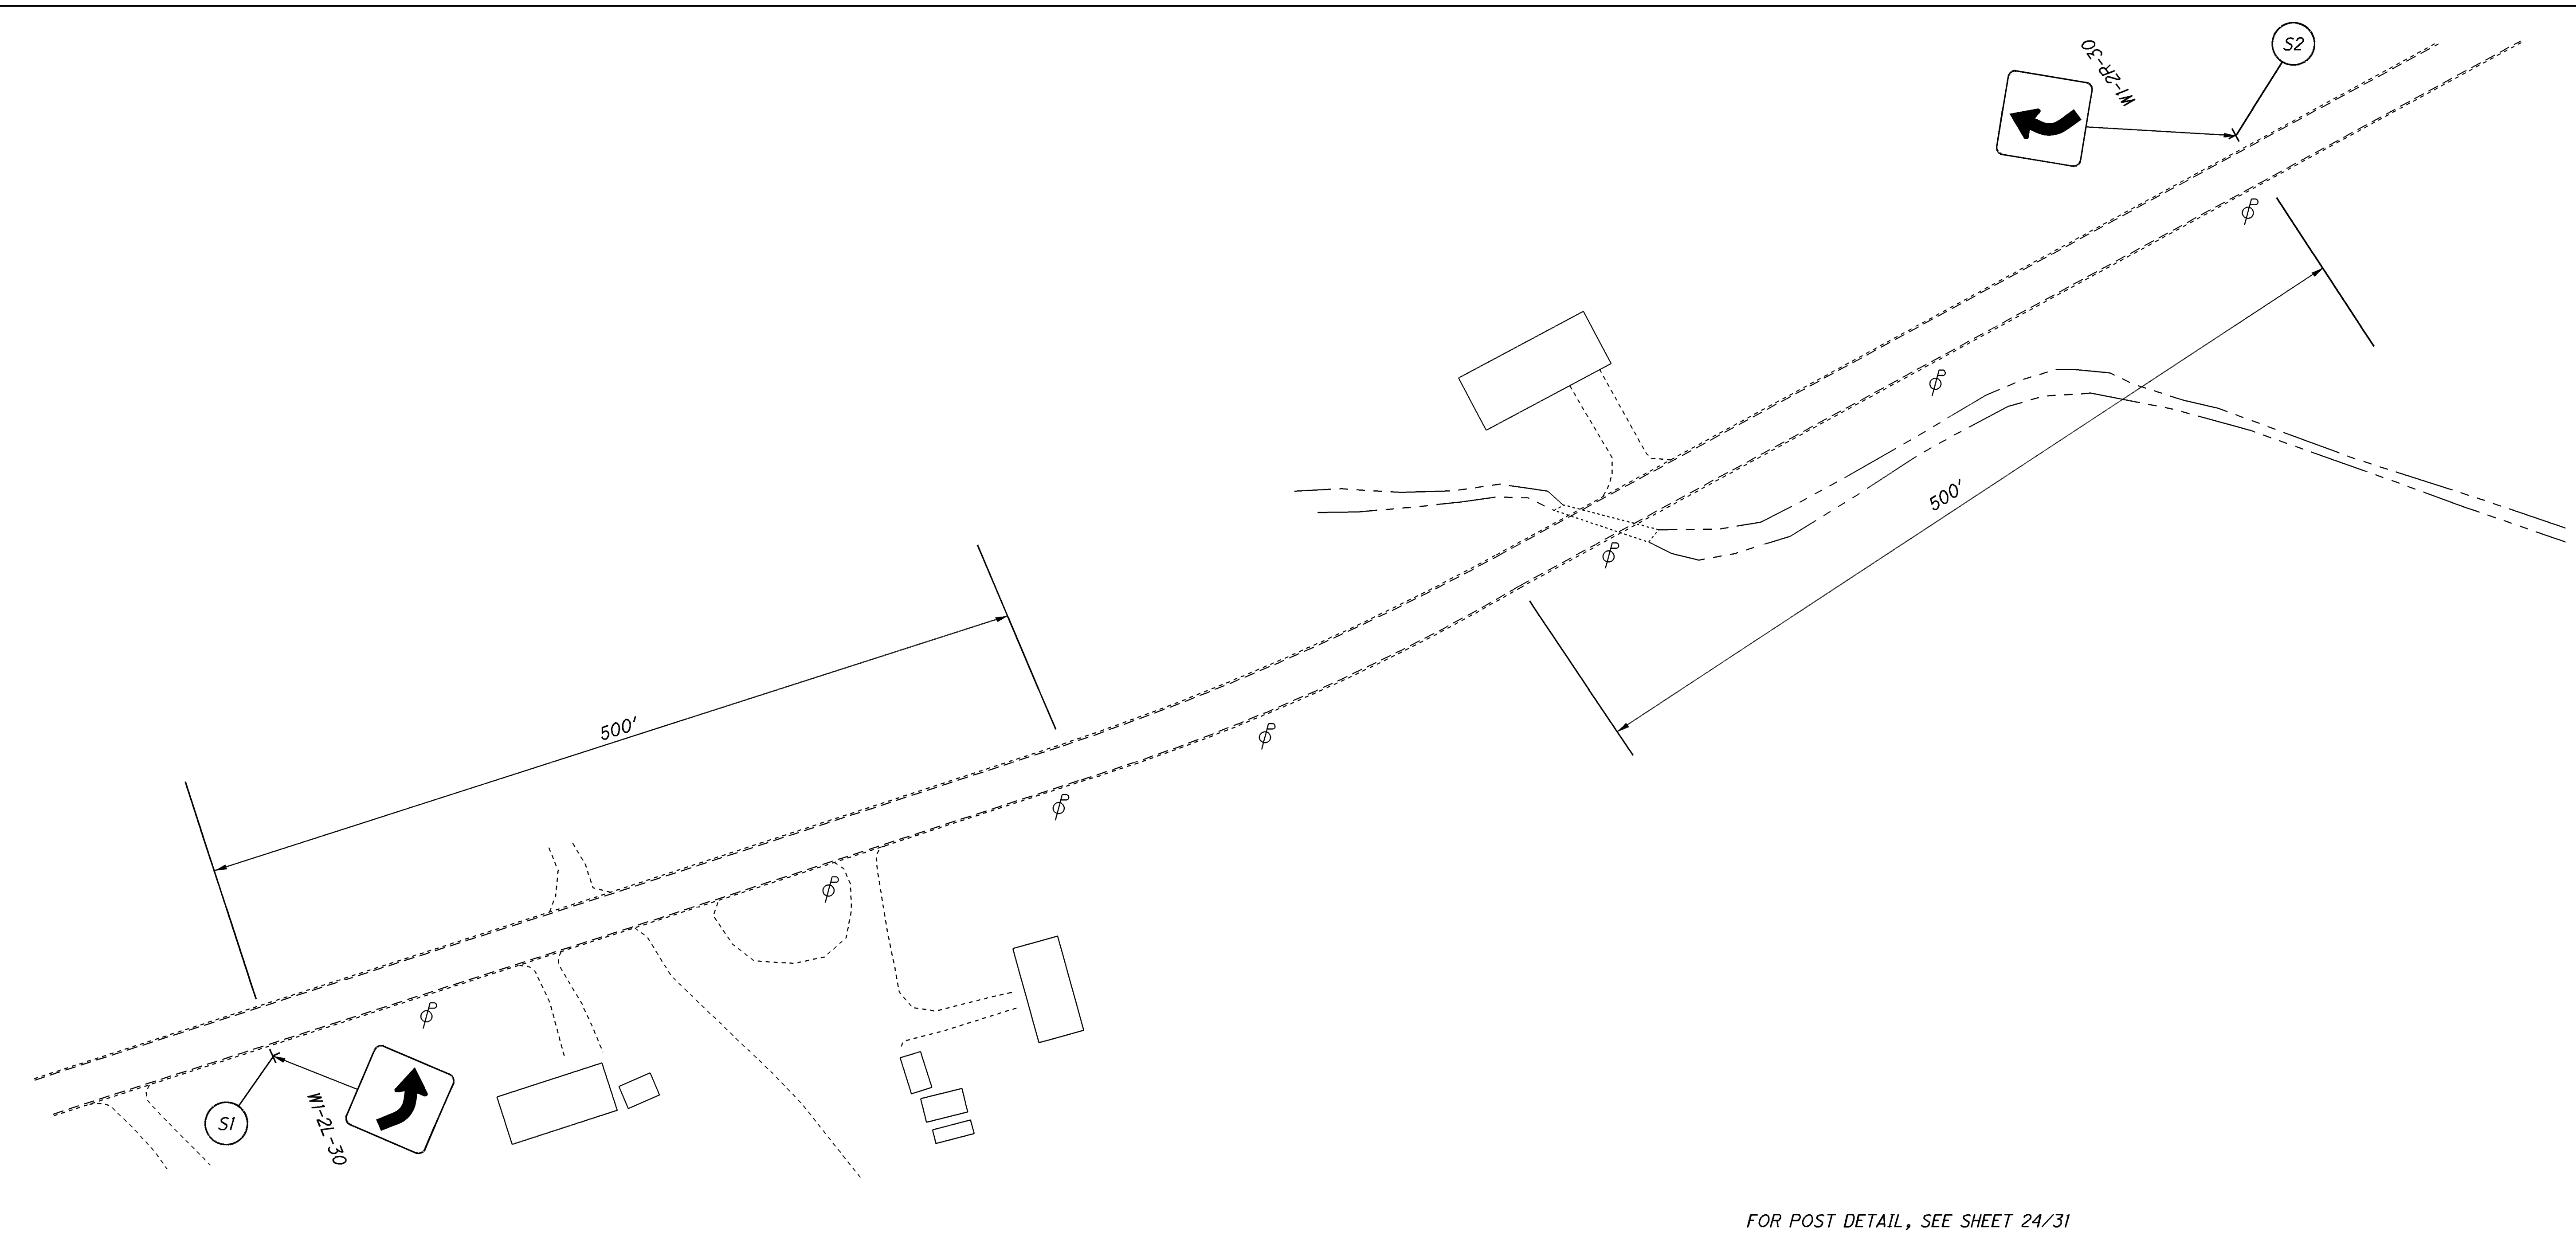 S2
W1-2R-30
500'
500'
S1
W1-2L-30
FOR POST DETAIL, SEE SHEET 24/31